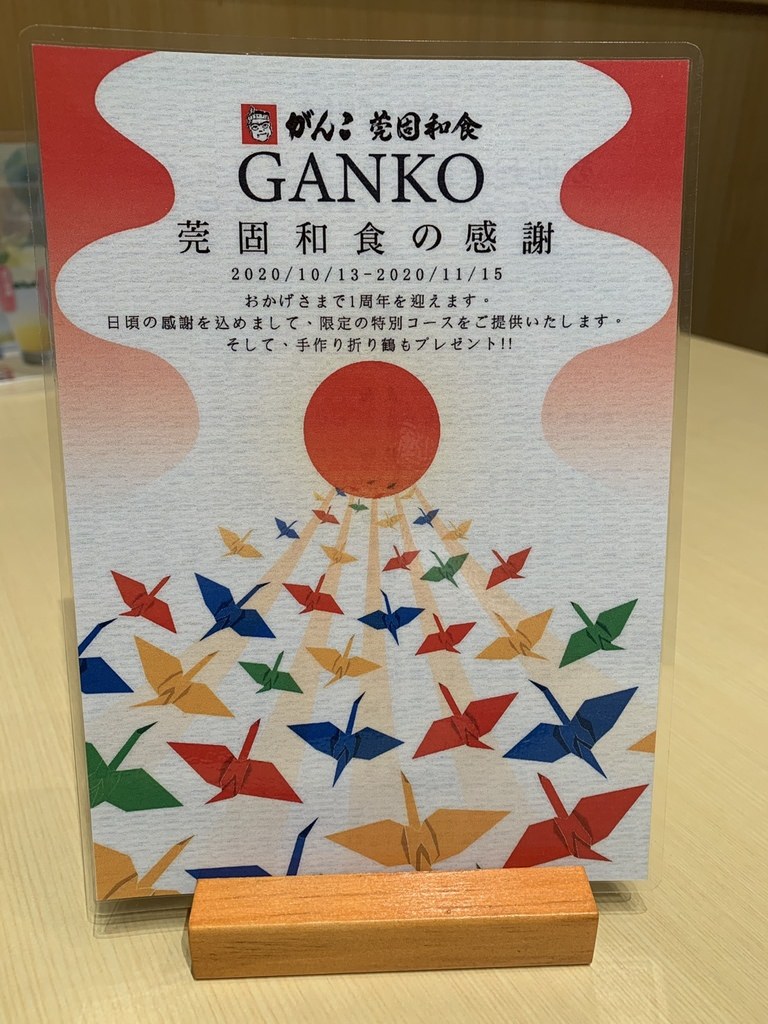 がんこ 莞固和食
GANKO
莞固和食の感謝
2020/10/13-2020/11/15
おかげさまで1周年を迎えます。
日頃の感謝を込めまして、限定の特別コースをご提供いたします。
そして、手作り折り鶴もプレゼント!!